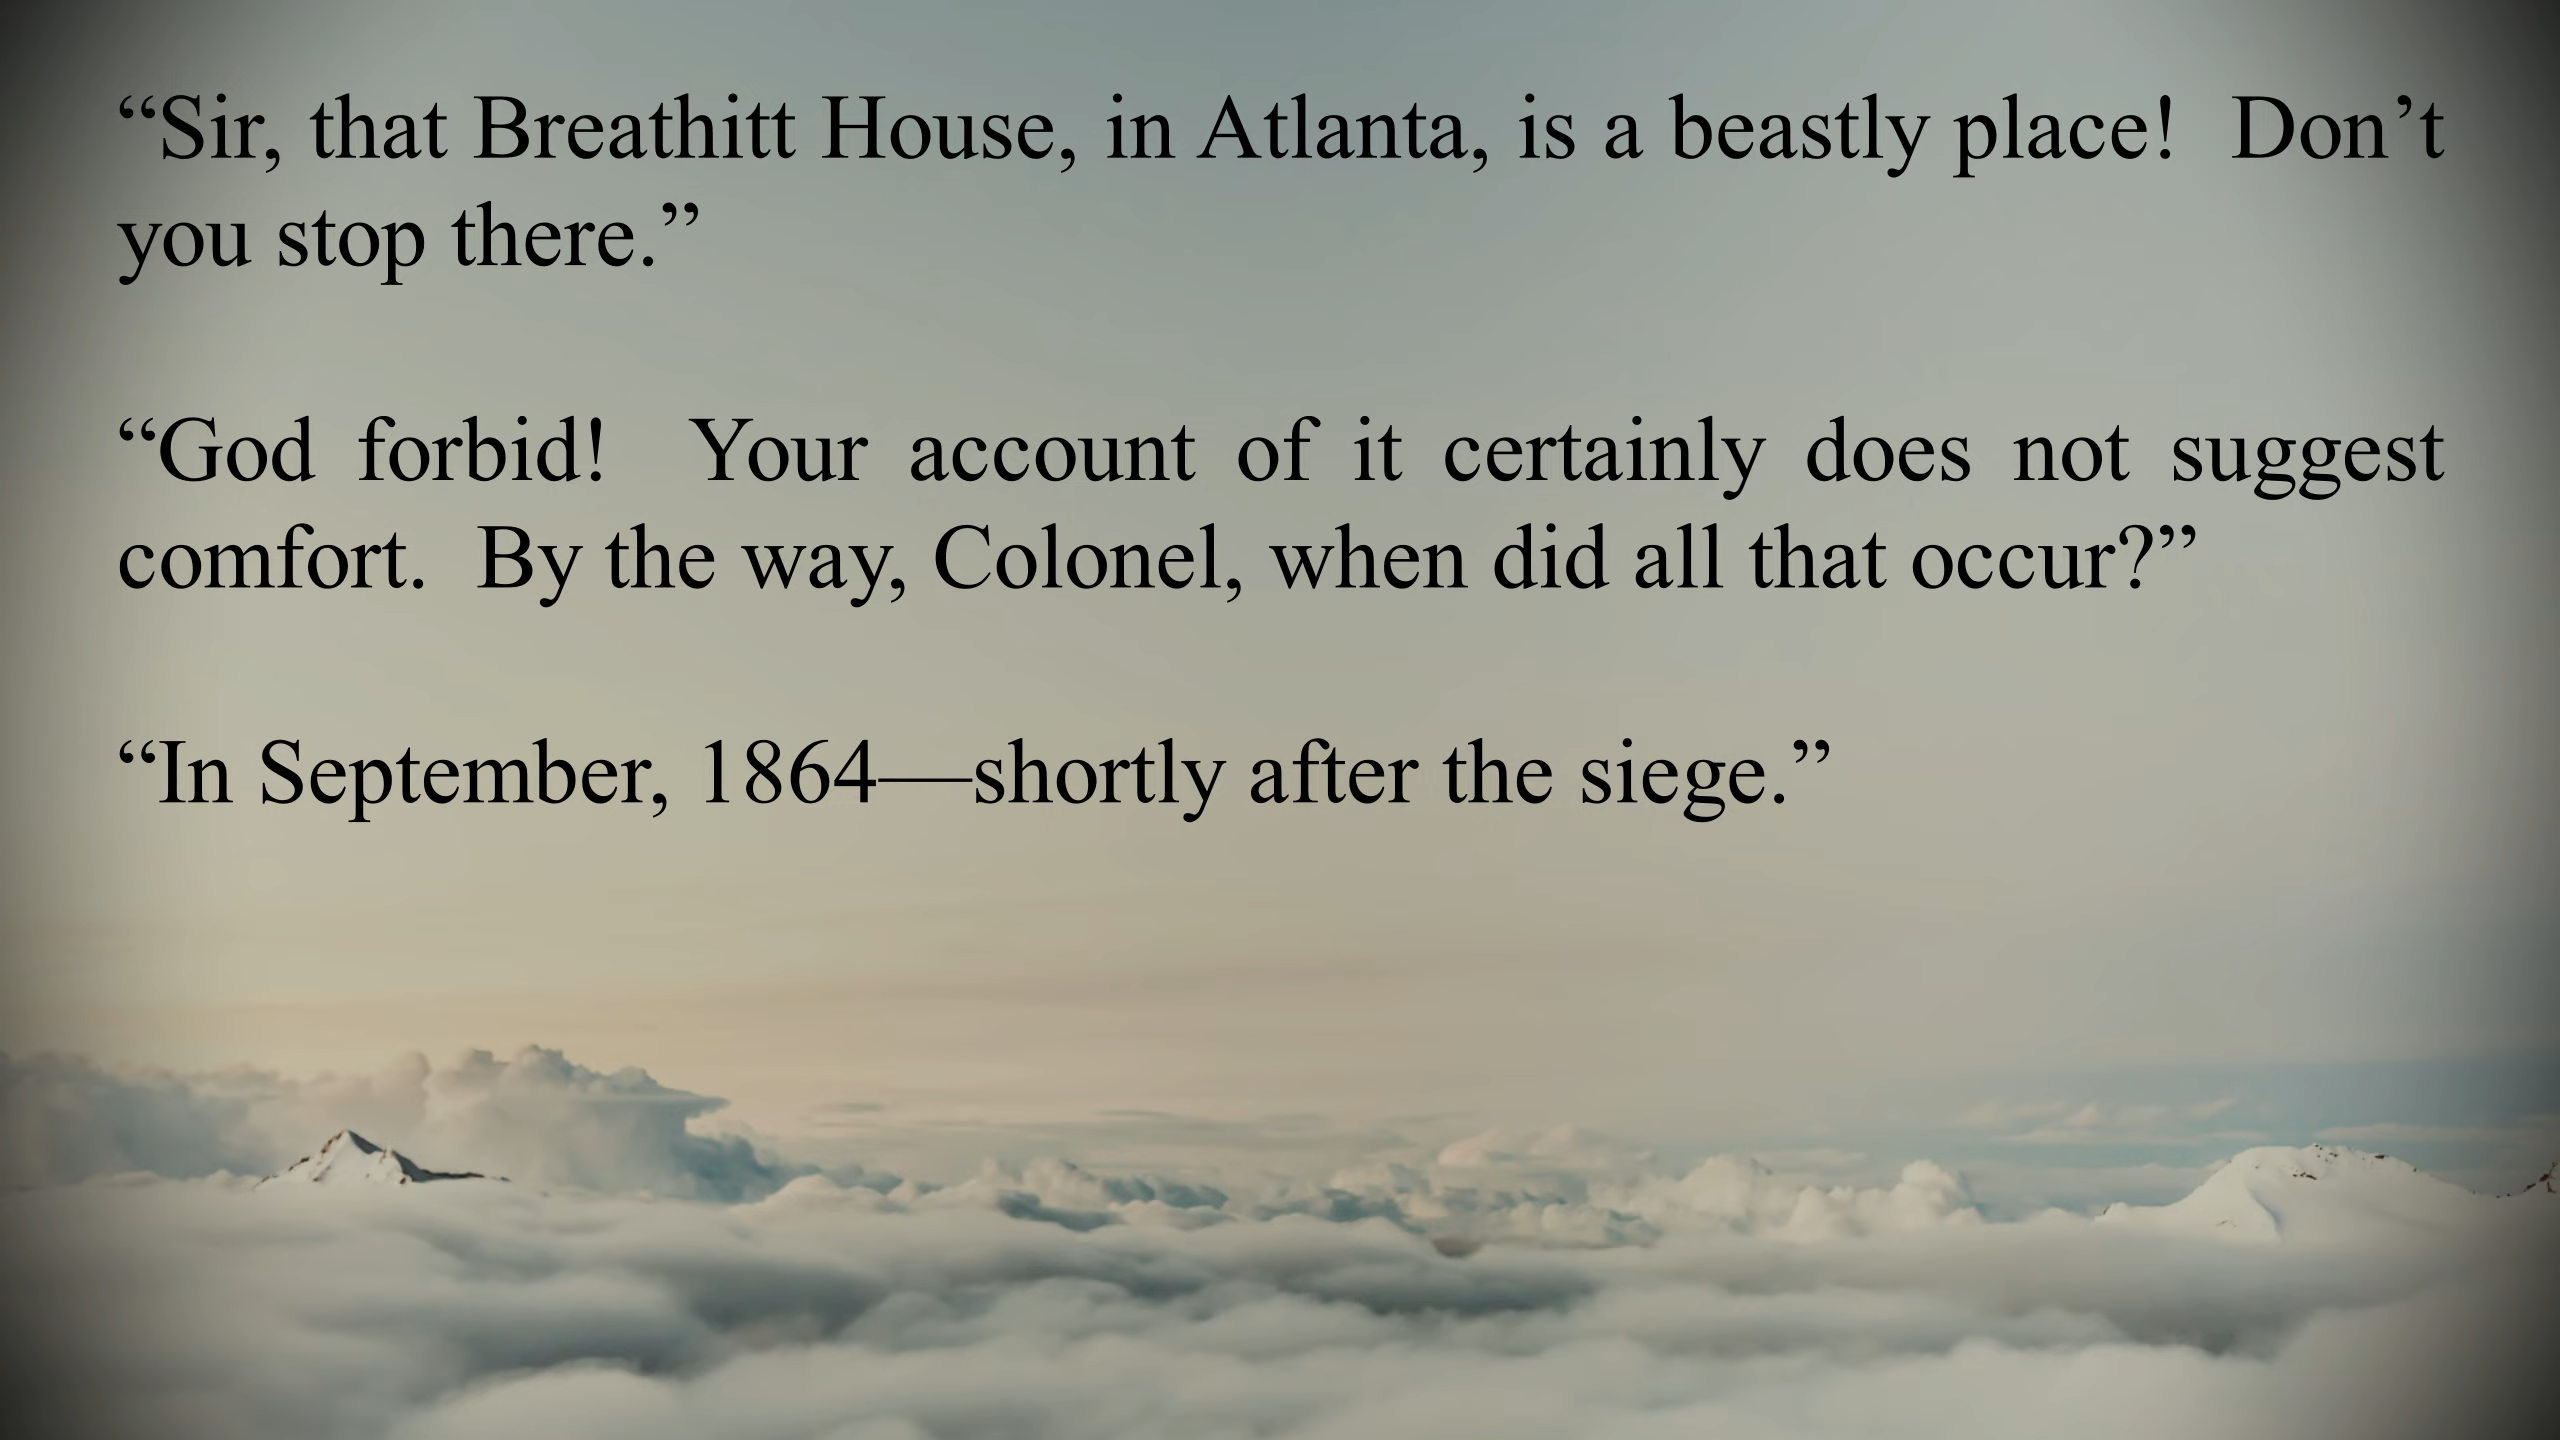 “Sir, that Breathitt House, in Atlanta, is a beastly place!  Don’t
you stop there.”
“God forbid!  Your account of it certainly does not suggest
comfort.  By the way, Colonel, when did all that occur?”
“In September, 1864—shortly after the siege.”